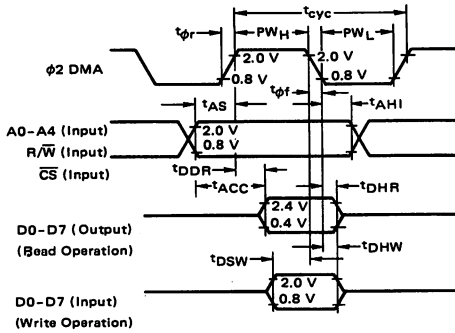 tcyc
tφr PWH PWL
φ2 DMA 2.0 V 2.0 V
0.8 V 0.8 V
tφf
tAS tAHI
A0-A4 (Input) 2.0 V
R/W̅ (Input) 0.8 V
C̅S̅ (Input) tDDR
tACC tDHR
D0-D7 (Output) 2.4 V
(Bead Operation) 0.4 V
tDHW
tDSW
D0-D7 (Input) 2.0 V
(Write Operation) 0.8 V